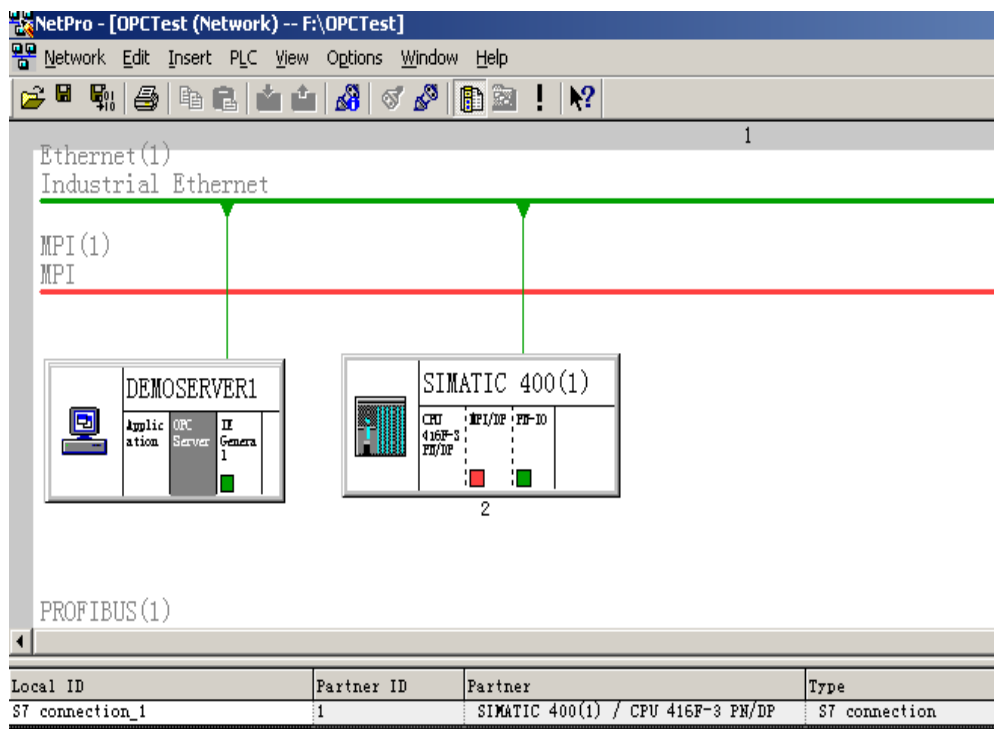 NetPro - [OPCTest (Network) -- F:\OPCTest]
Network Edit Insert PLC View Options Window Help
1
Ethernet(1)
Industrial Ethernet
MPI(1)
MPI
DEMOSERVER1
Applic
ation
OPC
Server
IE
Genera
l
SIMATIC 400(1)
CPU
416F-3
PN/DP
MPI/DP
PN-IO
2
PROFIBUS(1)
Local ID Partner ID Partner Type
S7 connection_1 1 SIMATIC 400(1) / CPU 416F-3 PN/DP S7 connection